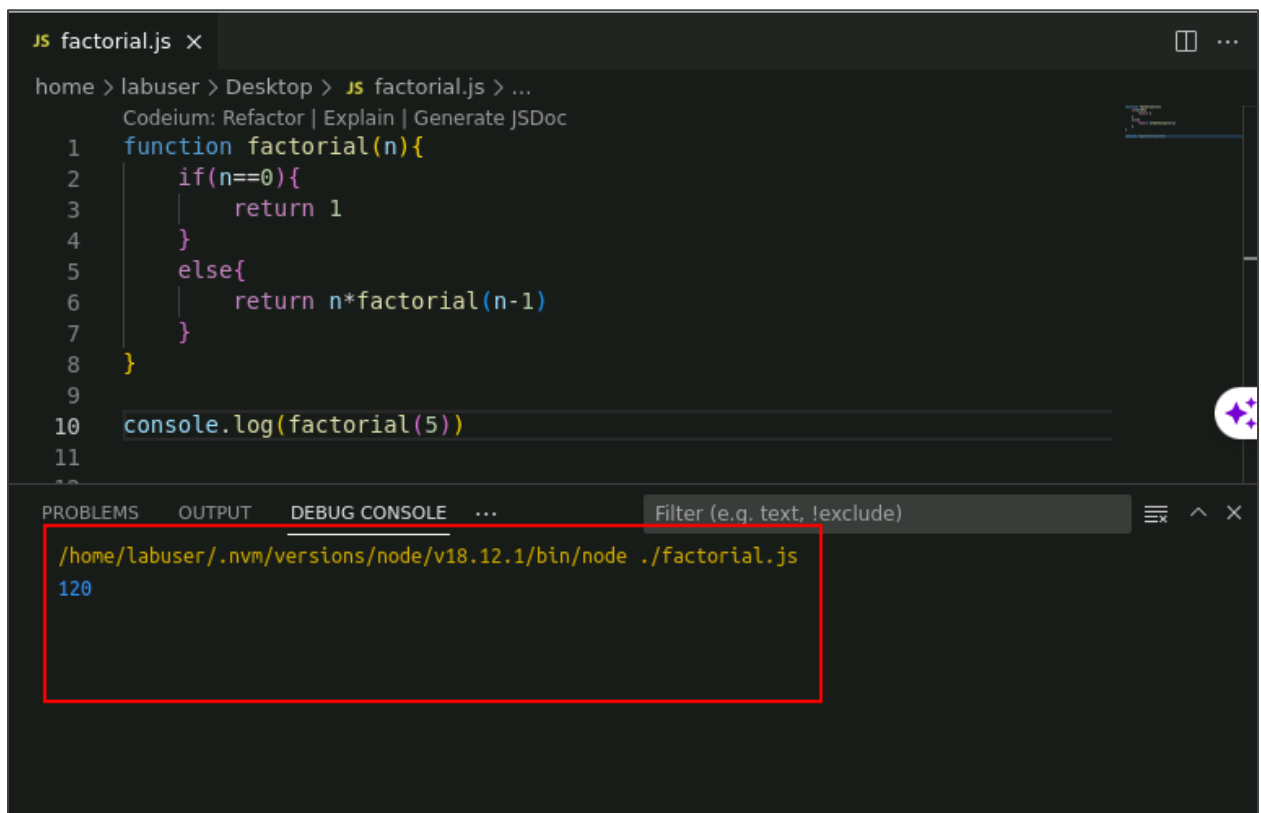 JS factorial.js ×
home > labuser > Desktop > JS factorial.js > ...
Codeium: Refactor | Explain | Generate JSDoc
1 function factorial(n){
2     if(n==0){
3         return 1
4     }
5     else{
6         return n*factorial(n-1)
7     }
8 }
9
10 console.log(factorial(5))
11
PROBLEMS OUTPUT DEBUG CONSOLE ... Filter (e.g. text, !exclude)
/home/labuser/.nvm/versions/node/v18.12.1/bin/node ./factorial.js
120